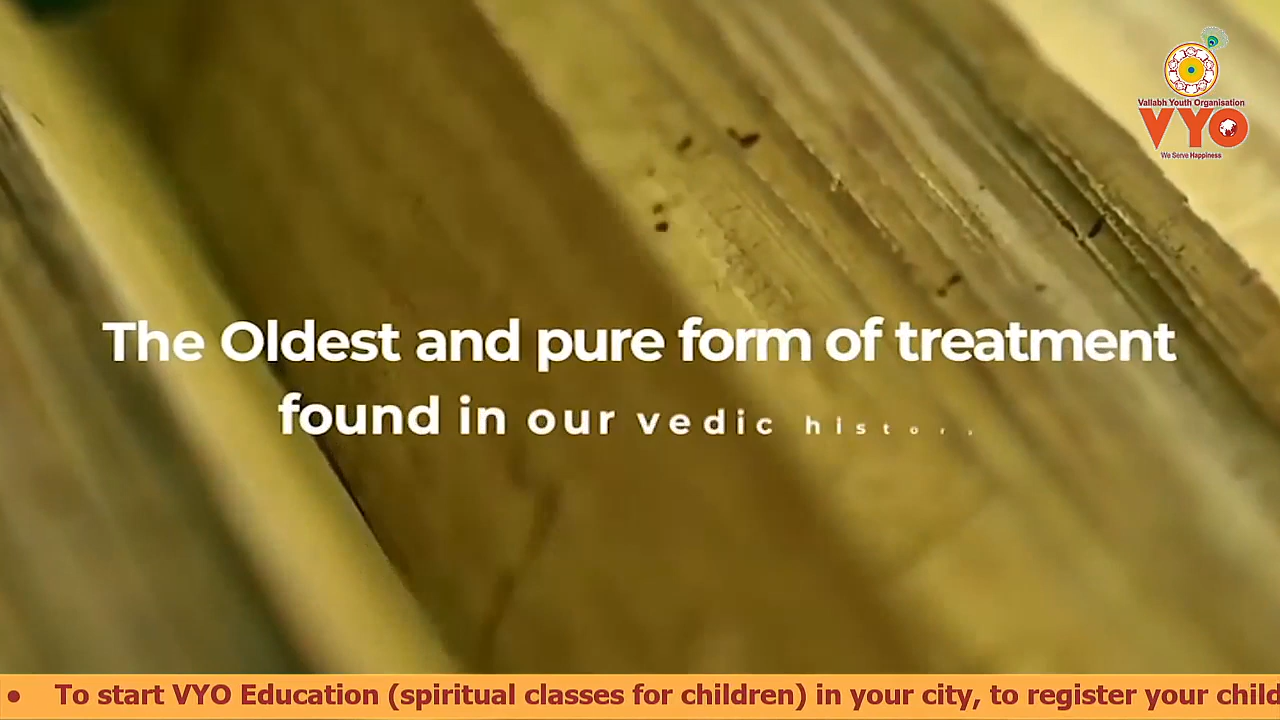 Vallabh Youth Organisation
VYO
We Serve Happiness
The Oldest and pure form of treatment
found in our vedic
• To start VYO Education (spiritual classes for children) in your city, to register your child